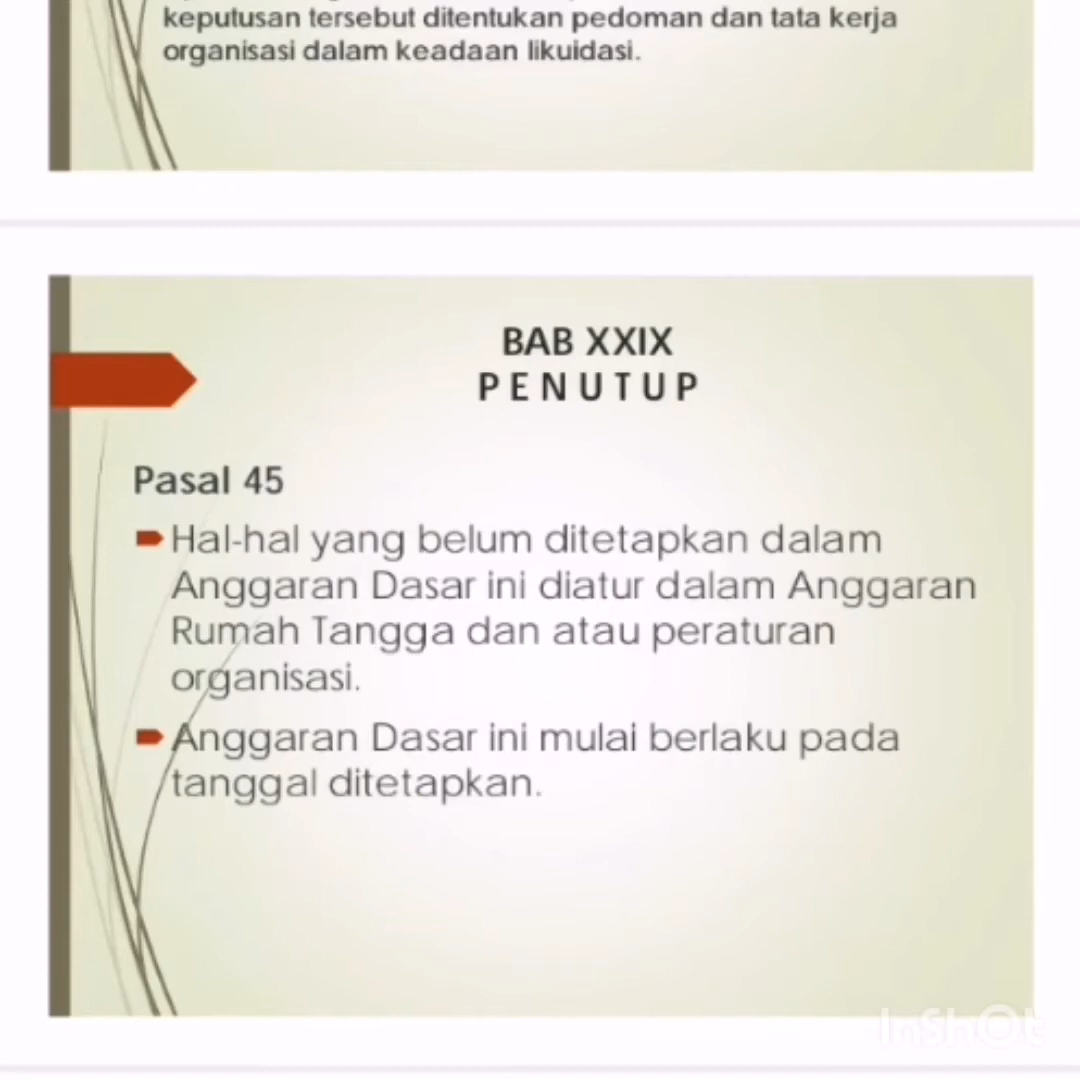 keputusan tersebut ditentukan pedoman dan tata kerja
organisasi dalam keadaan likuidasi.
BAB XXIX
P E N U T U P
Pasal 45
Hal-hal yang belum ditetapkan dalam
Anggaran Dasar ini diatur dalam Anggaran
Rumah Tangga dan atau peraturan
organisasi.
Anggaran Dasar ini mulai berlaku pada
tanggal ditetapkan.
InShOt